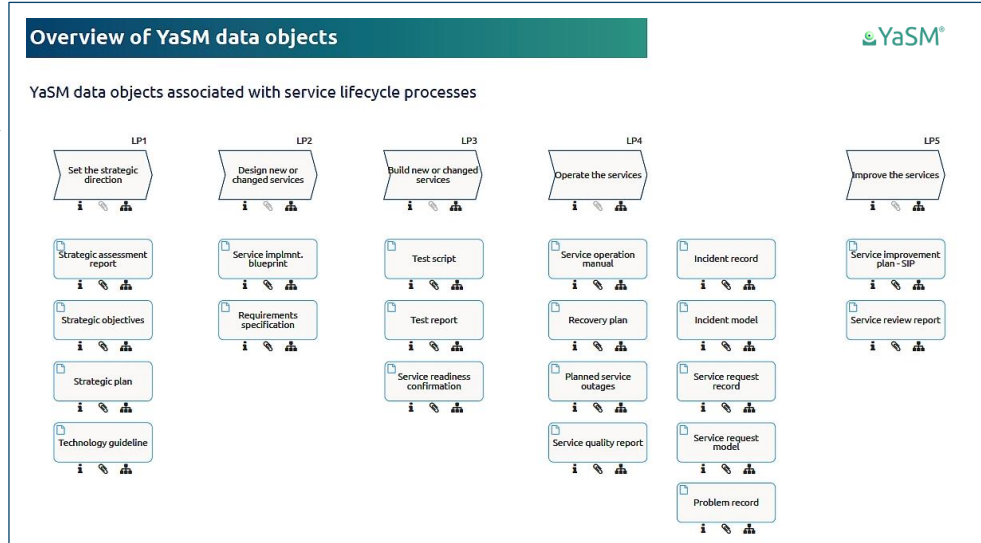 Overview of YaSM data objects
YaSM®
YaSM data objects associated with service lifecycle processes
LP1
Set the strategic
direction
LP2
Design new or
changed services
LP3
Build new or changed
services
LP4
Operate the services
LP5
Improve the services
Strategic assessment
report
Strategic objectives
Strategic plan
Technology guideline
Service implmnt.
blueprint
Requirements
specification
Test script
Test report
Service readiness
confirmation
Service operation
manual
Recovery plan
Planned service
outages
Service quality report
Incident record
Incident model
Service request
record
Service request
model
Problem record
Service improvement
plan - SIP
Service review report